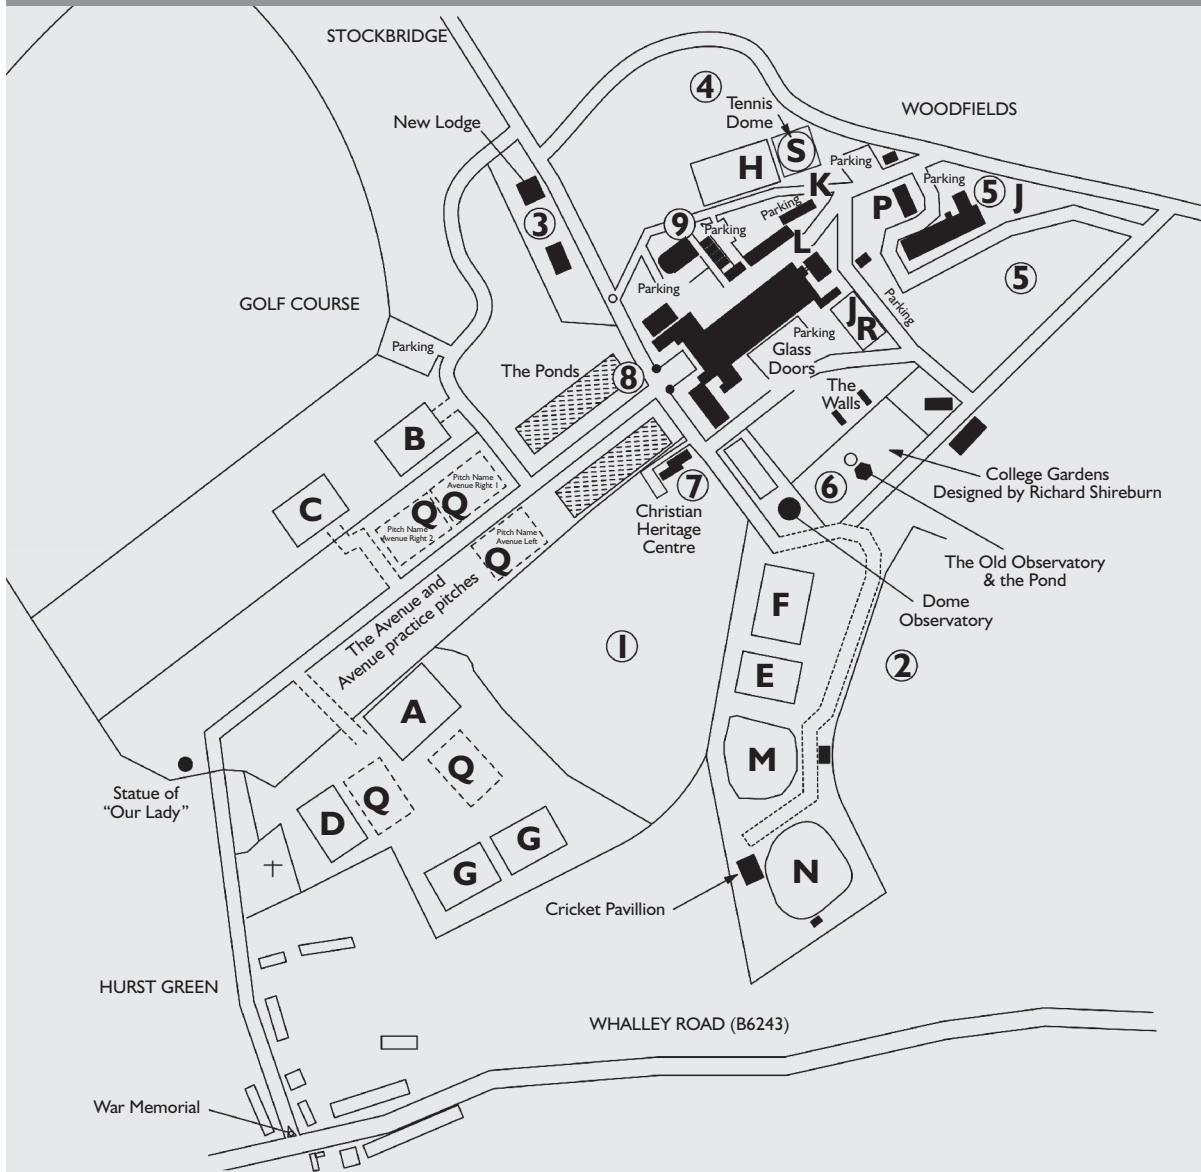 STOCKBRIDGE
4
Tennis
Dome
WOODFIELDS
New Lodge
S
H
Parking
K
Parking
5
J
P
3
9
Parking
Parking
L
5
GOLF COURSE
Parking
Parking
J
R
Parking
Glass
Doors
Parking
The Ponds
8
The
Walls
B
College Gardens
Designed by Richard Shireburn
Pitch Name
Avenue Right 1
Q
Q
Pitch Name
Avenue Right 2
C
7
6
Christian
Heritage
Centre
Pitch Name
Avenue Left
Q
The Old Observatory
& the Pond
Dome
Observatory
The Avenue and
Avenue practice pitches
F
1
2
E
A
M
Q
Q
Statue of
"Our Lady"
D
G
G
N
Cricket Pavillion
HURST GREEN
WHALLEY ROAD (B6243)
War Memorial